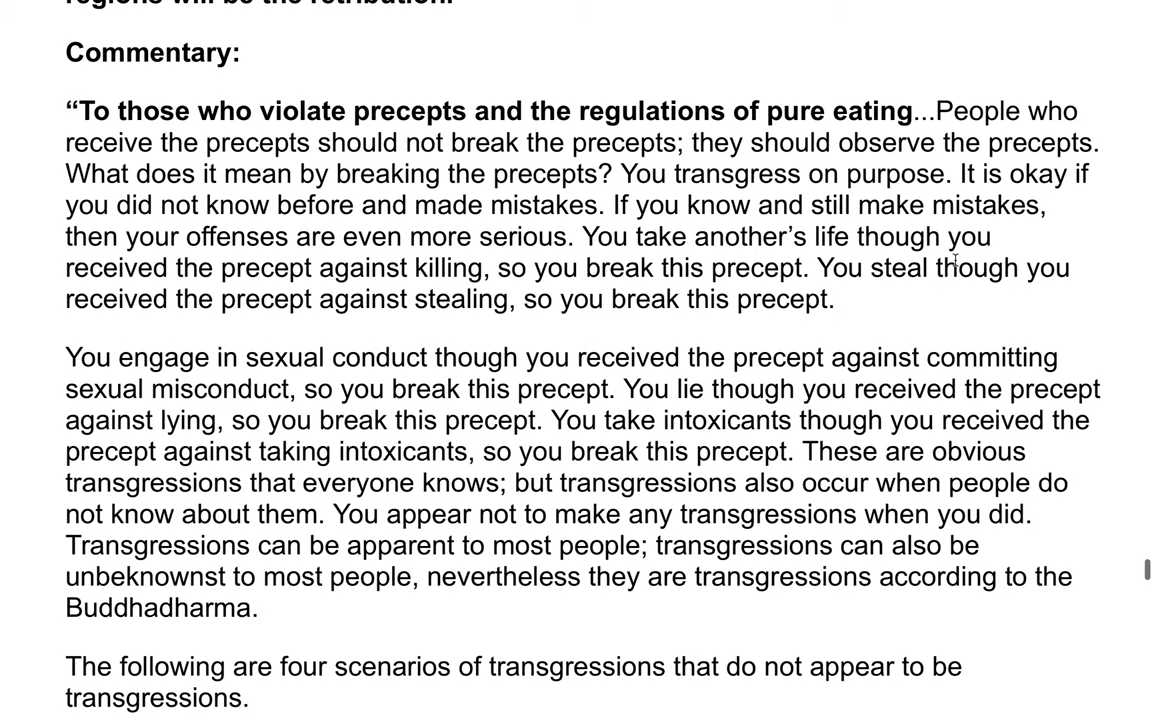 regions will be the retribution.
Commentary:
“To those who violate precepts and the regulations of pure eating...People who
receive the precepts should not break the precepts; they should observe the precepts.
What does it mean by breaking the precepts? You transgress on purpose. It is okay if
you did not know before and made mistakes. If you know and still make mistakes,
then your offenses are even more serious. You take another’s life though you
received the precept against killing, so you break this precept. You steal though you
received the precept against stealing, so you break this precept.
You engage in sexual conduct though you received the precept against committing
sexual misconduct, so you break this precept. You lie though you received the precept
against lying, so you break this precept. You take intoxicants though you received the
precept against taking intoxicants, so you break this precept. These are obvious
transgressions that everyone knows; but transgressions also occur when people do
not know about them. You appear not to make any transgressions when you did.
Transgressions can be apparent to most people; transgressions can also be
unbeknownst to most people, nevertheless they are transgressions according to the
Buddhadharma.
The following are four scenarios of transgressions that do not appear to be
transgressions.